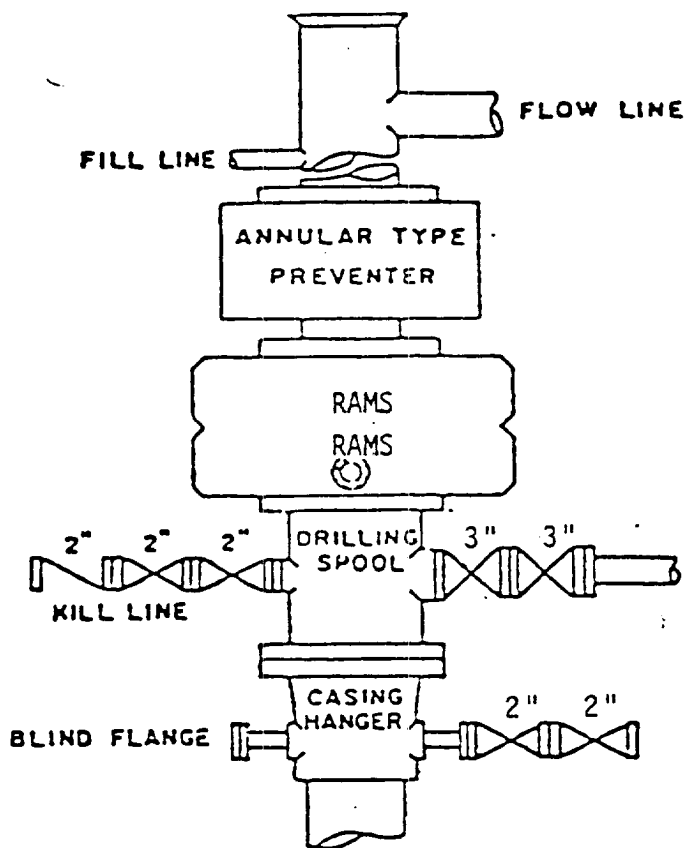 FLOW LINE
FILL LINE
ANNULAR TYPE
PREVENTER
RAMS
RAMS
2" 2" 2"
DRILLING
SPOOL
3" 3"
KILL LINE
CASING
HANGER
2" 2"
BLIND FLANGE